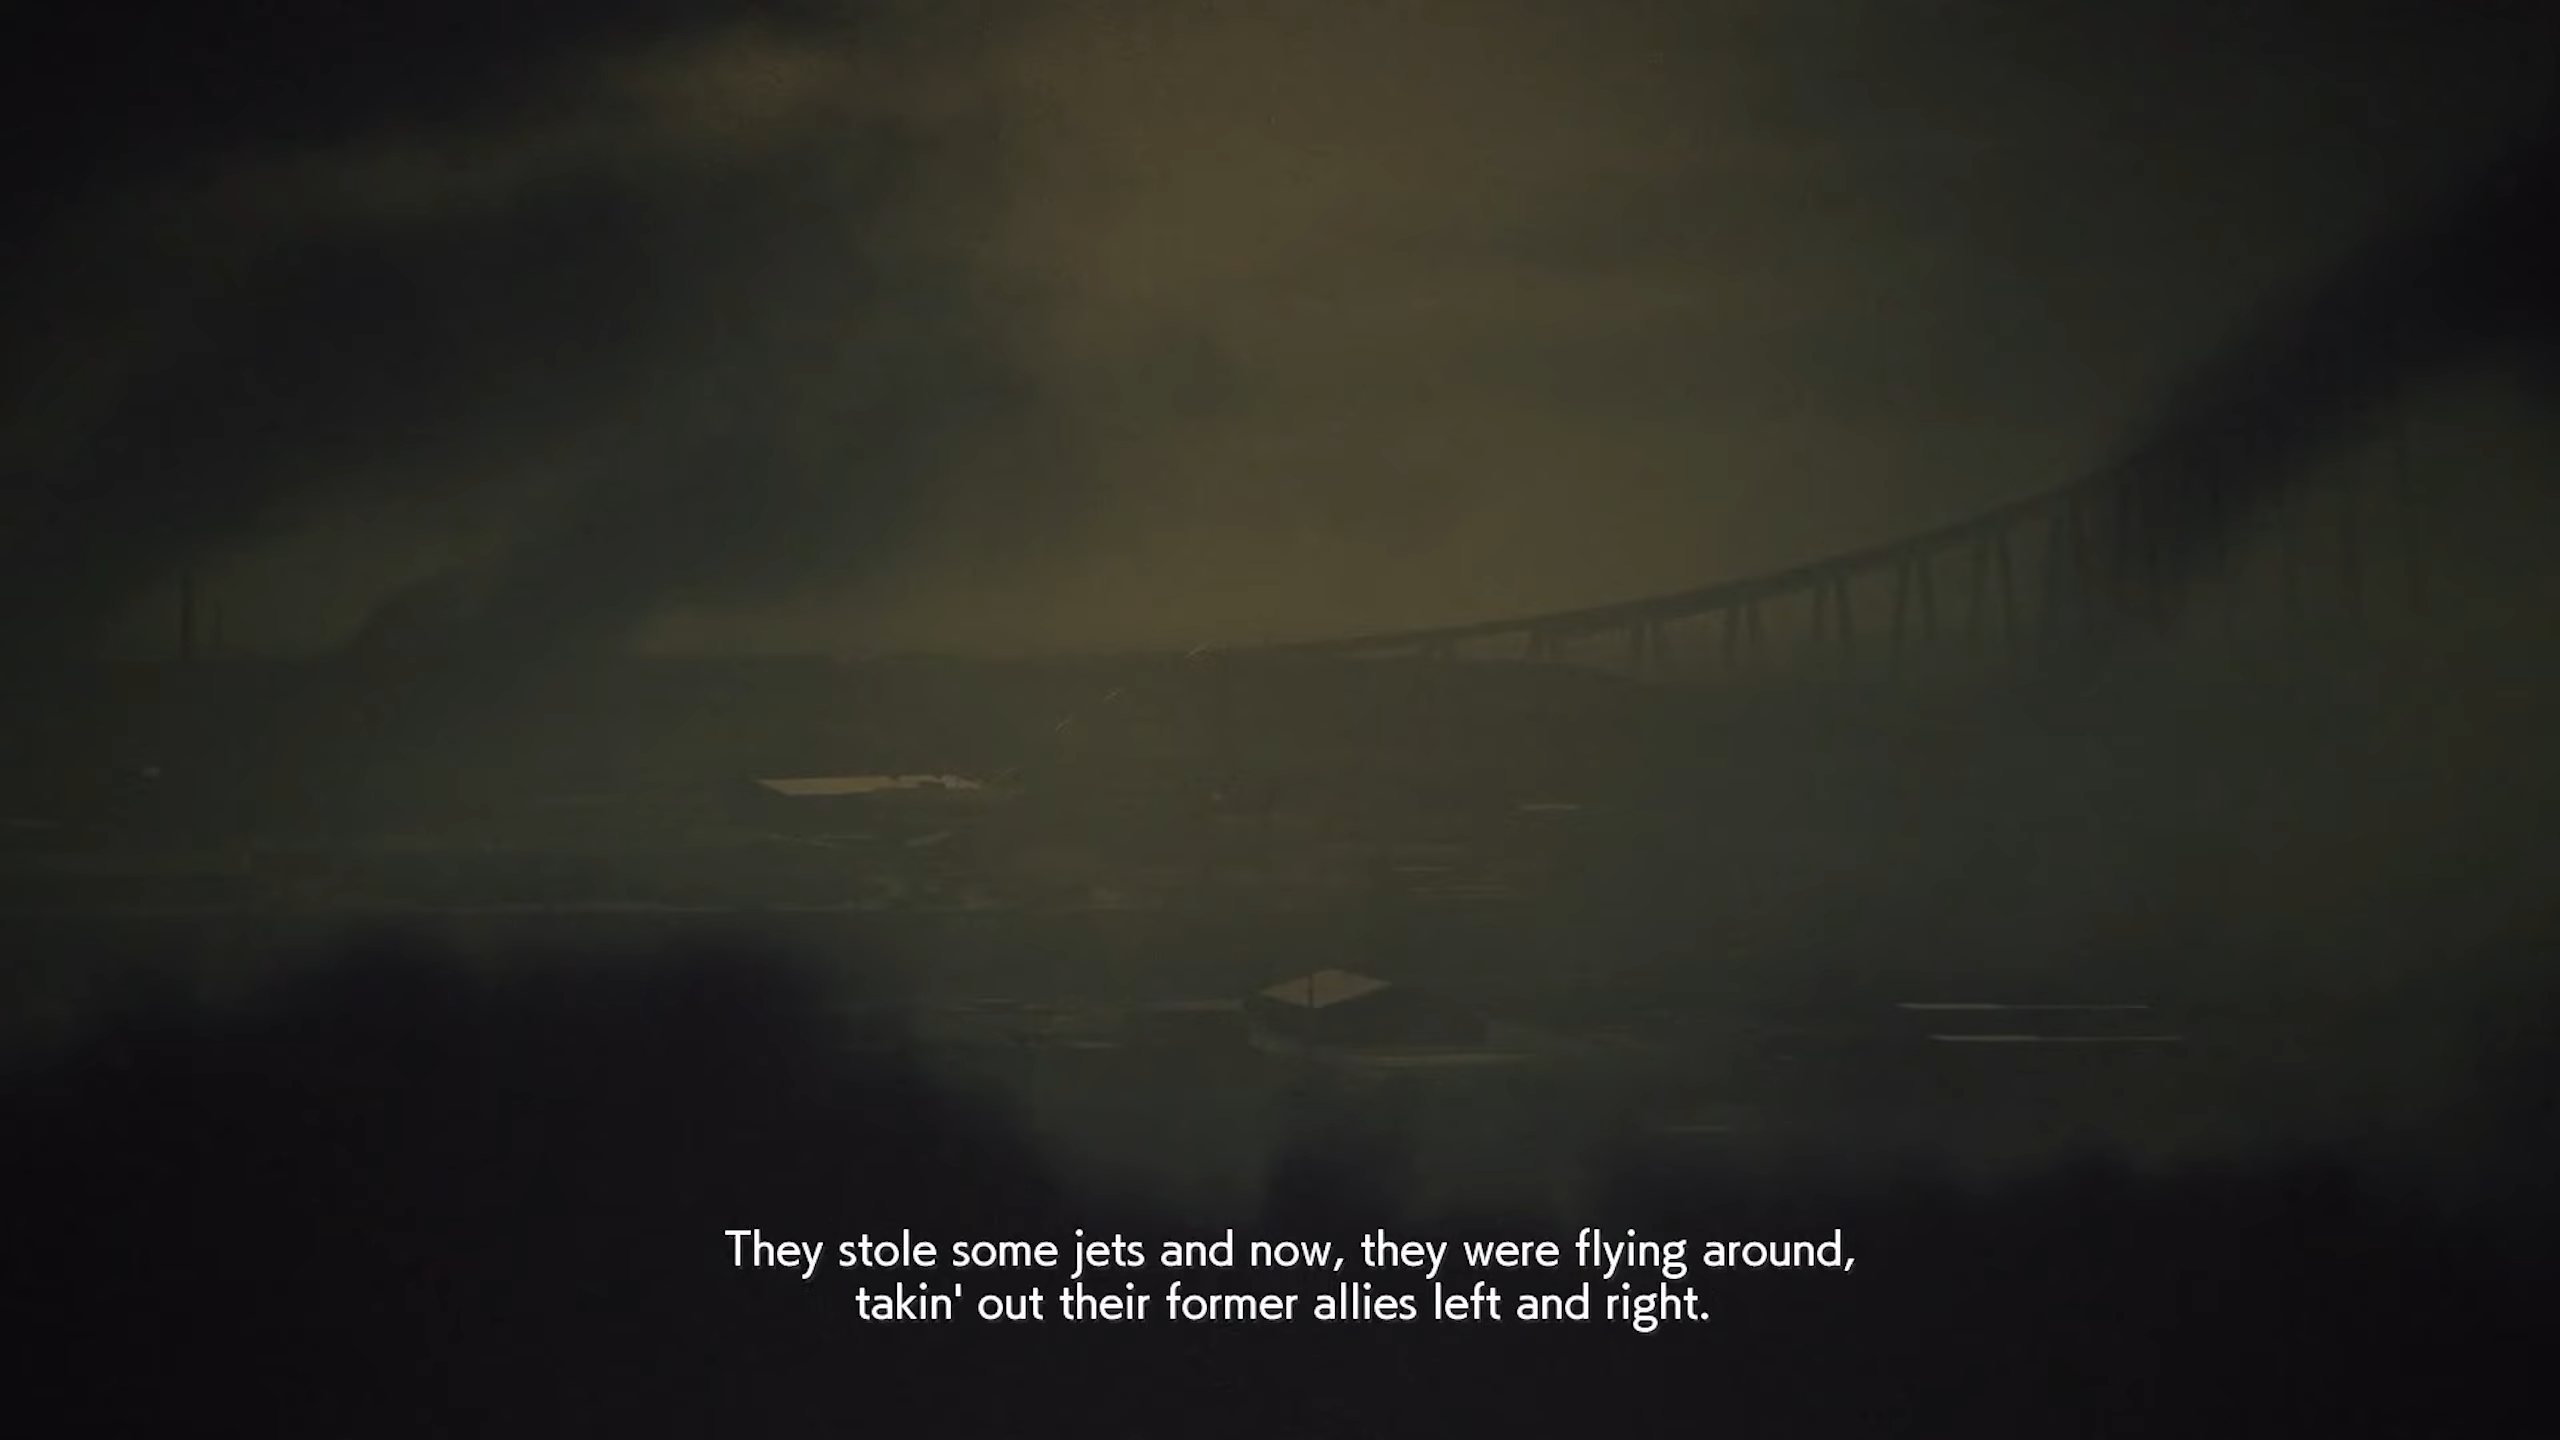 They stole some jets and now, they were flying around,
takin' out their former allies left and right.